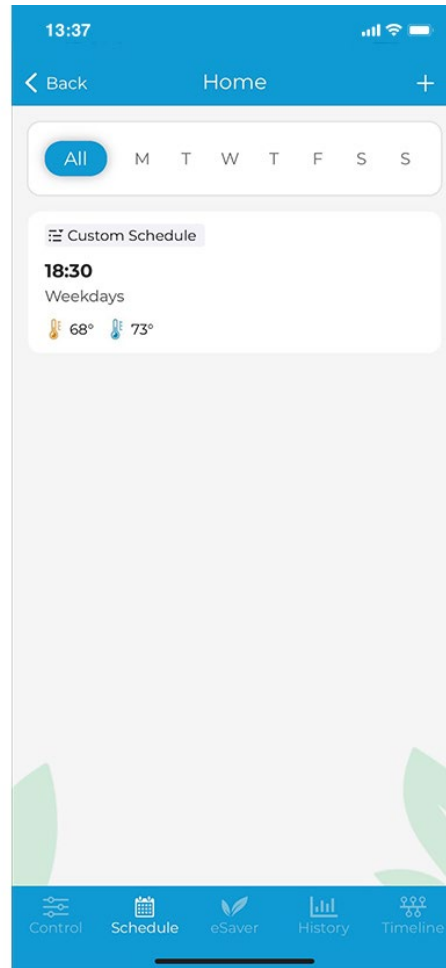 13:37
Back Home +
All M T W T F S S
Custom Schedule
18:30
Weekdays
68° 73°
Control Schedule eSaver History Timeline